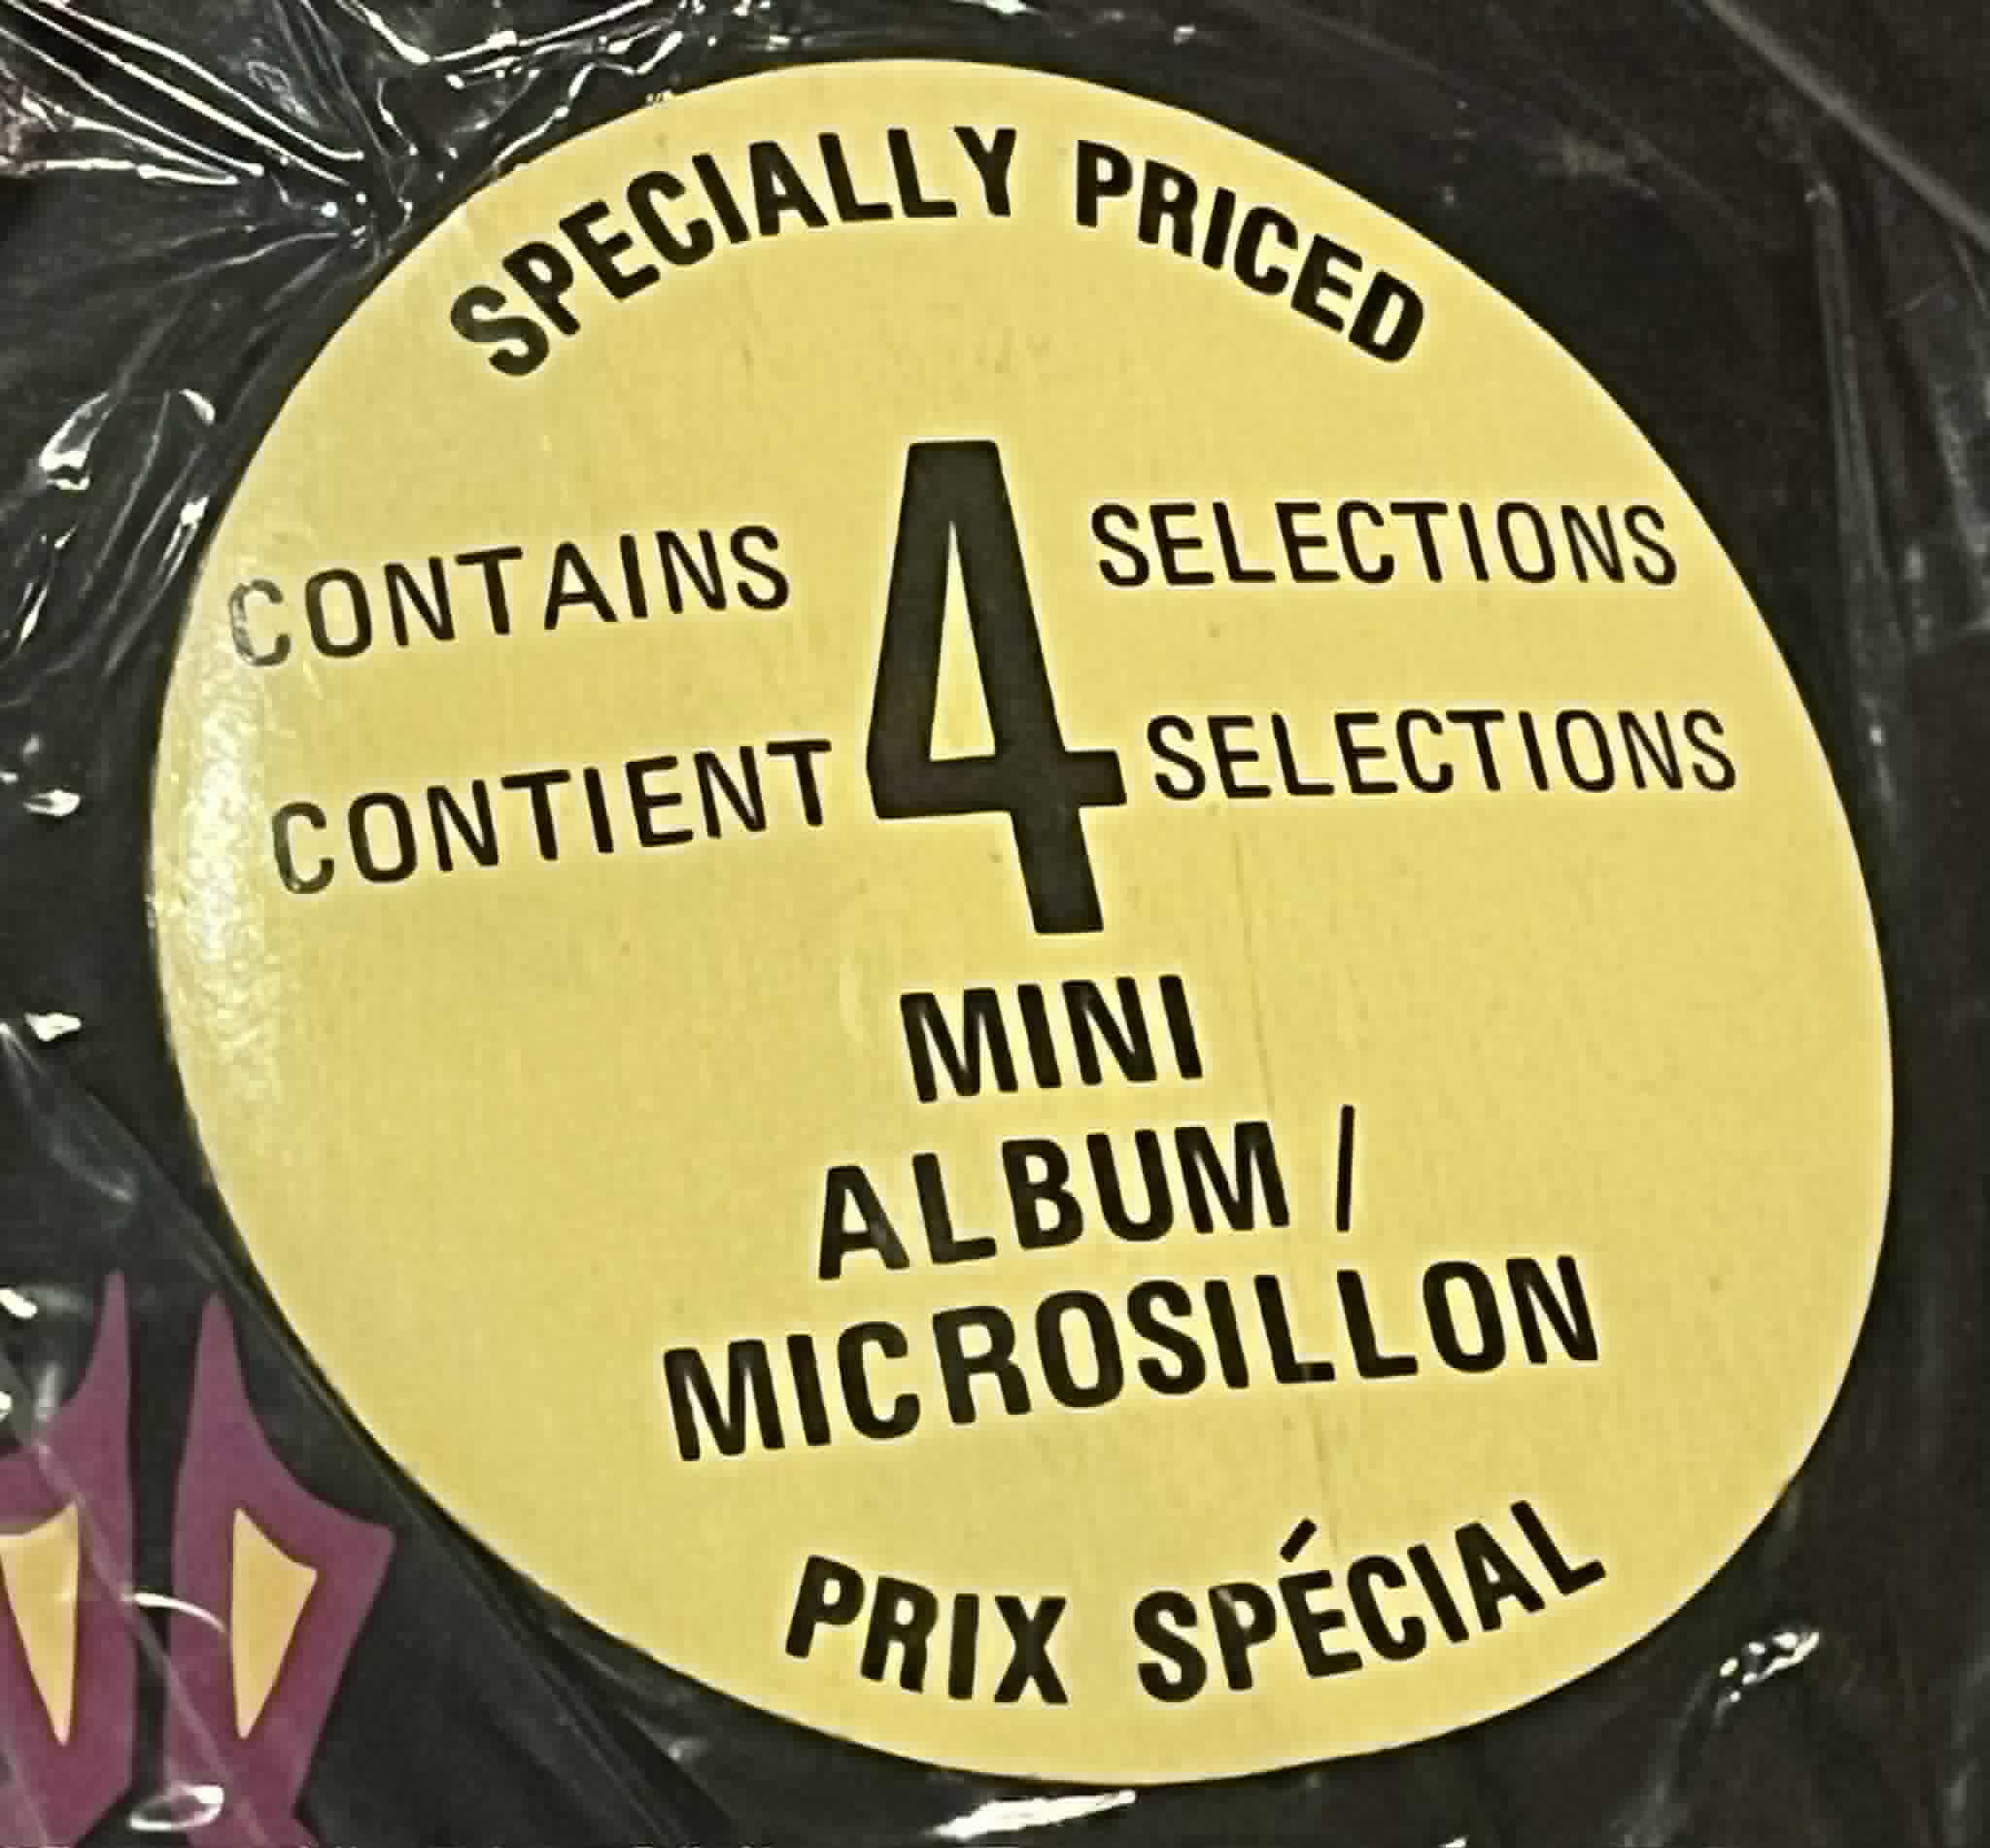 SPECIALLY PRICED
CONTAINS 4 SELECTIONS
CONTIENT SELECTIONS
MINI
ALBUM /
MICROSILLON
PRIX SPÉCIAL